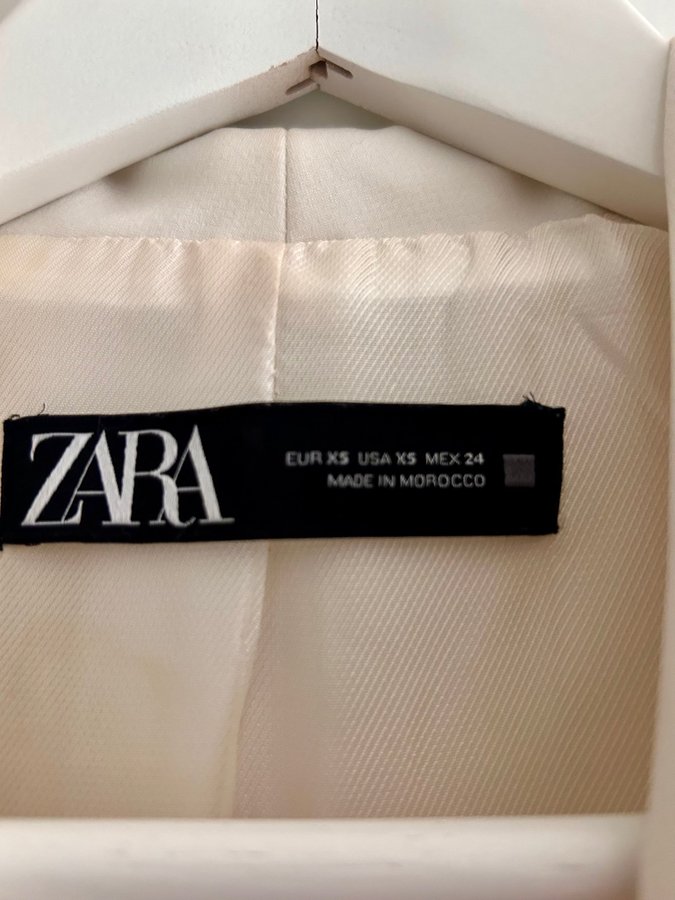 ZARA
EUR XS USA XS MEX 24
MADE IN MOROCCO